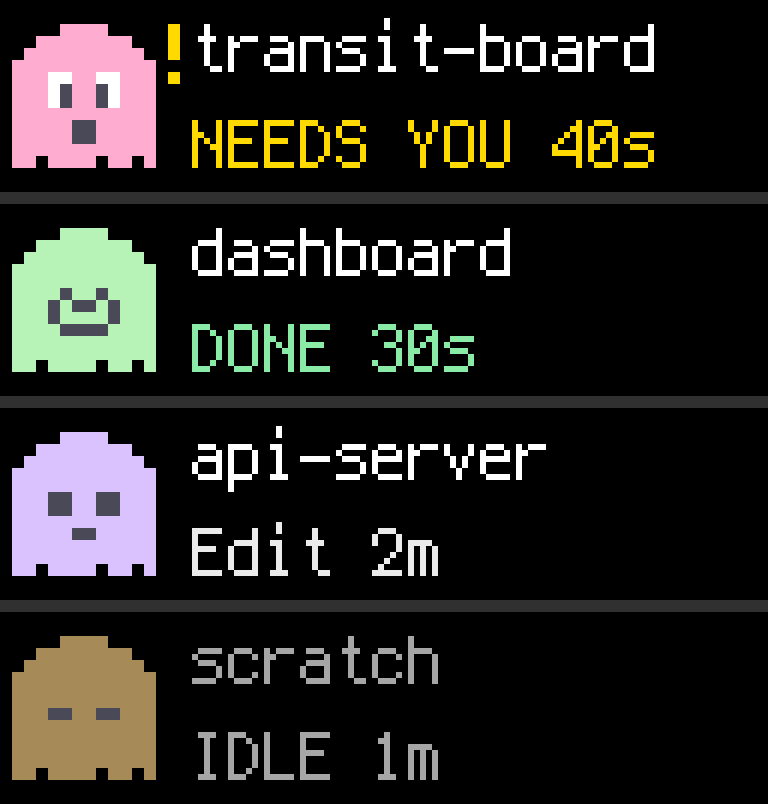 !transit-board
NEEDS YOU 40s
dashboard
DONE 30s
api-server
Edit 2m
scratch
IDLE 1m